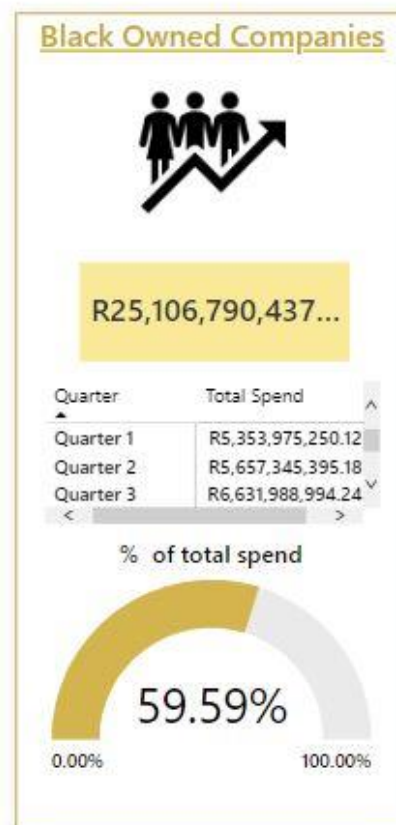 Black Owned Companies
R25,106,790,437...
Quarter Total Spend
Quarter 1 R5,353,975,250.12
Quarter 2 R5,657,345,395.18
Quarter 3 R6,631,988,994.24
% of total spend
59.59%
0.00% 100.00%